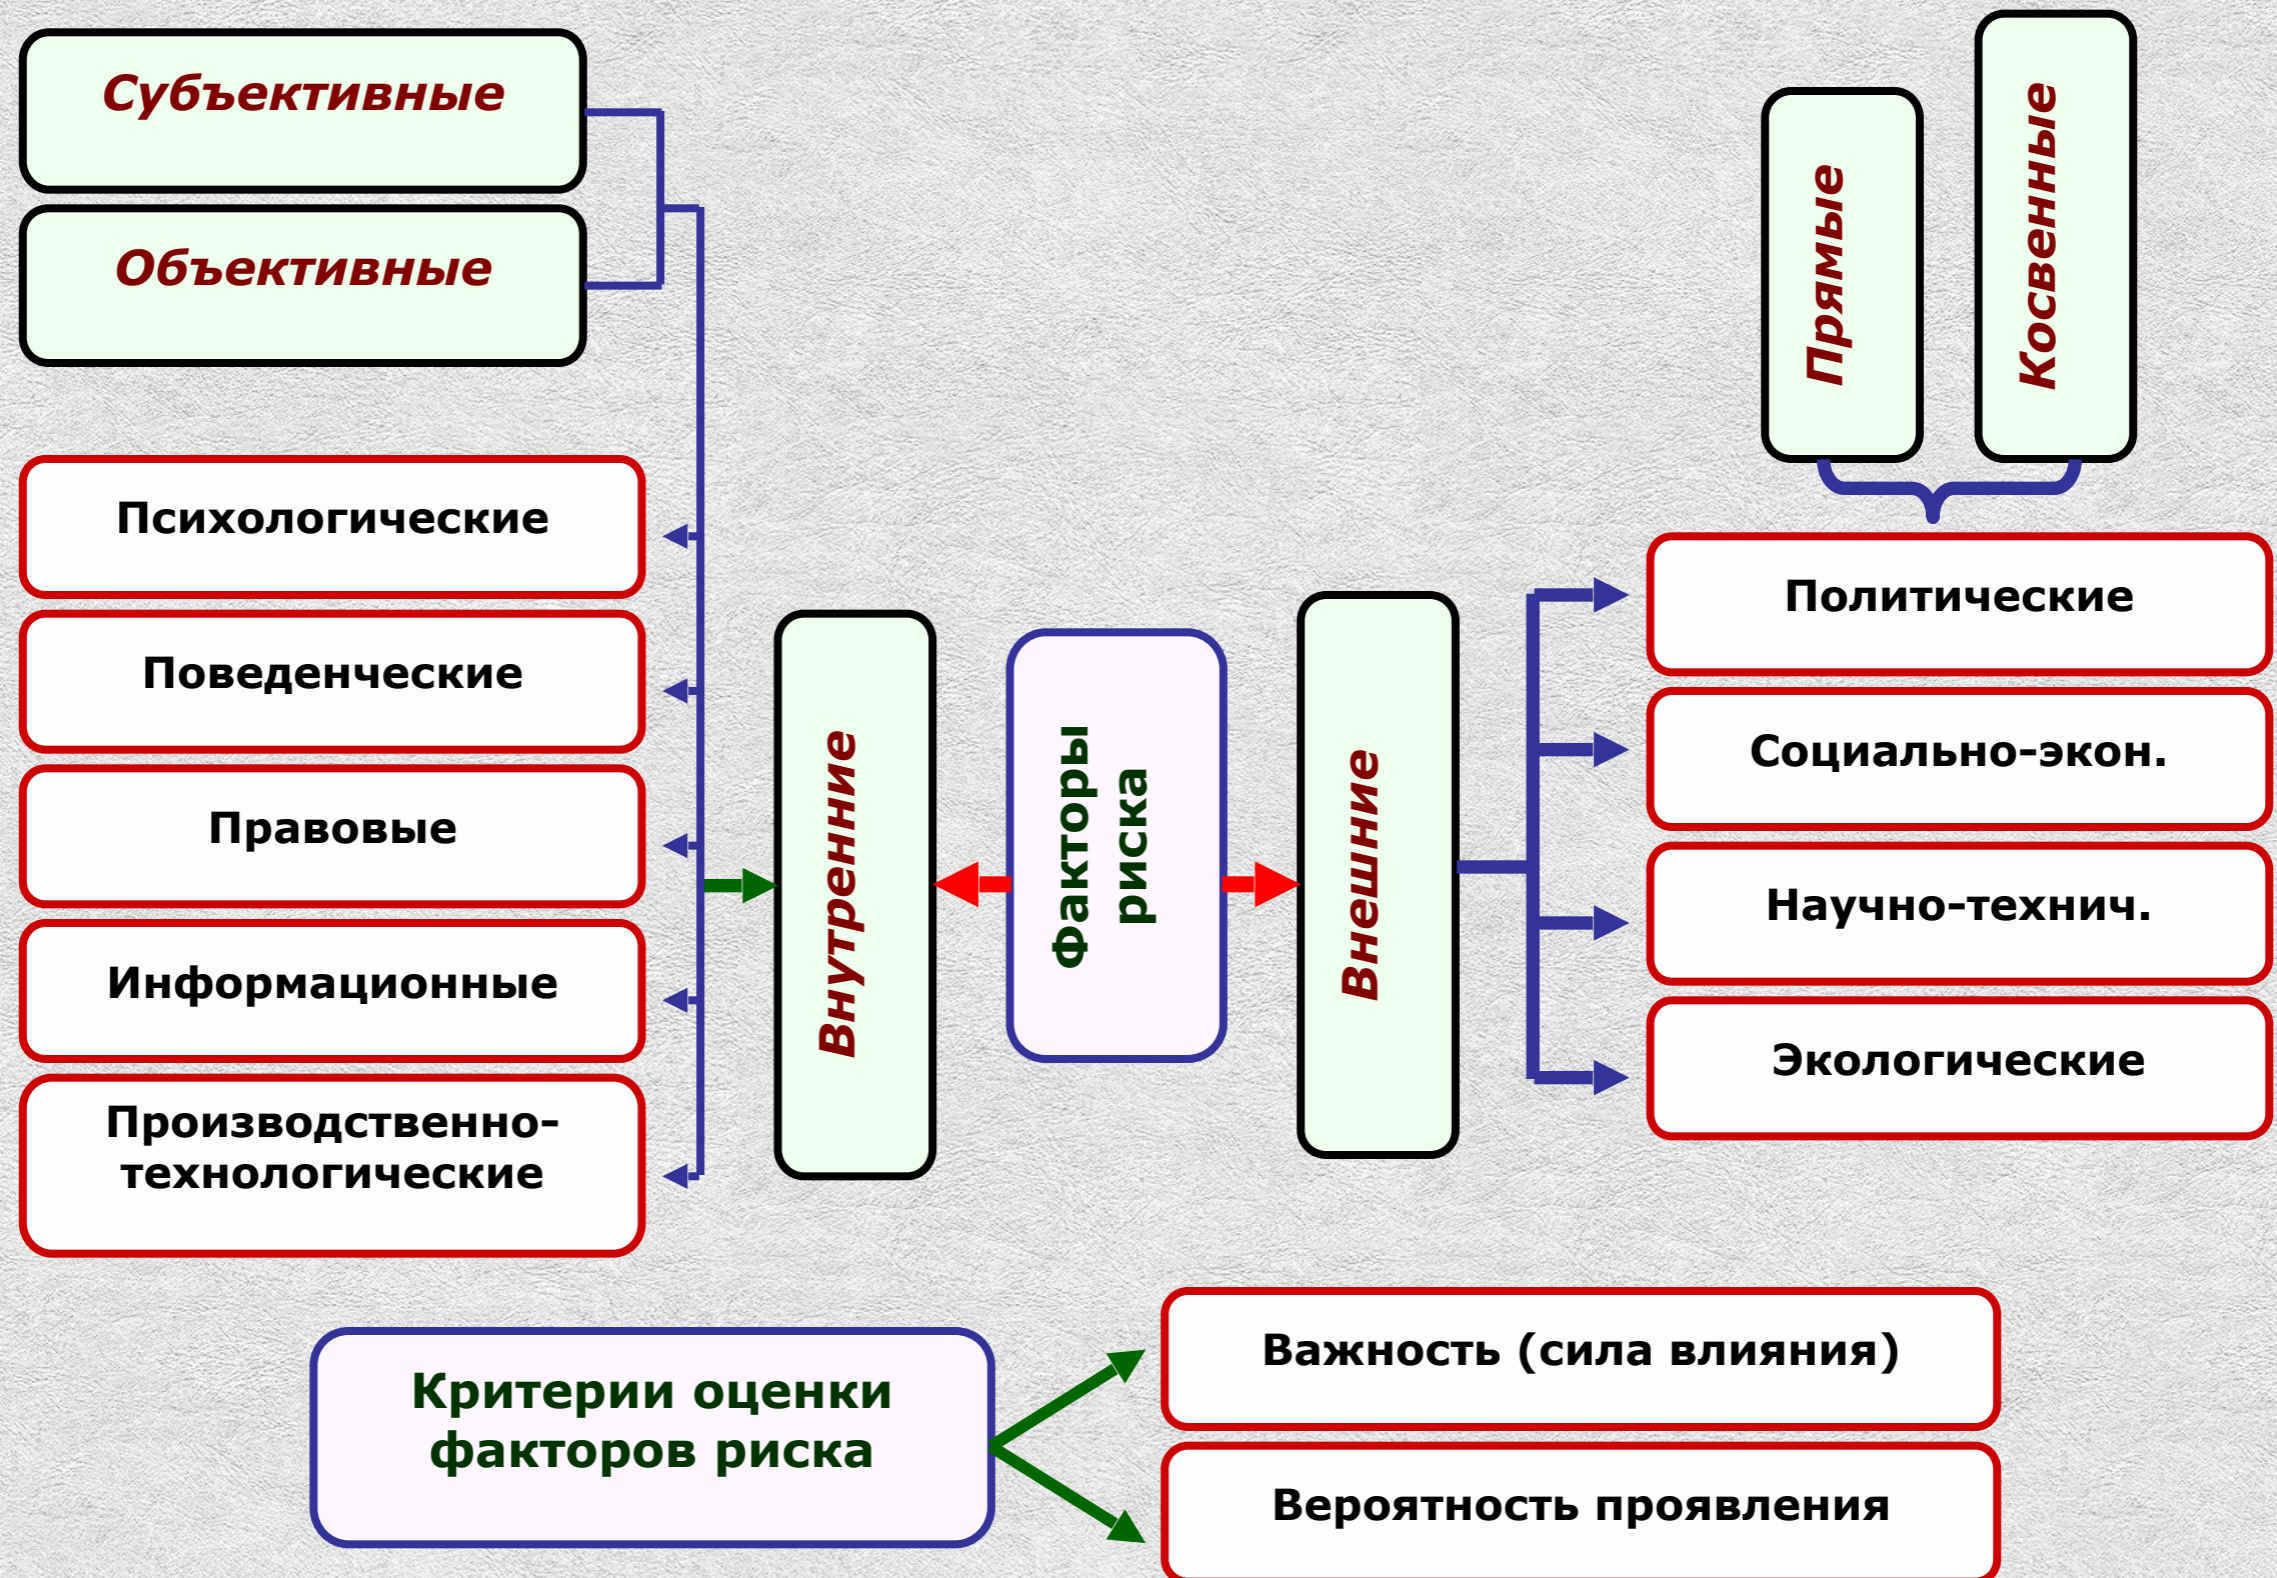 Субъективные
Объективные
Прямые
Косвенные
Психологические
Поведенческие
Правовые
Информационные
Производственно-
технологические
Внутренние
Факторы
риска
Внешние
Политические
Социально-экон.
Научно-технич.
Экологические
Критерии оценки
факторов риска
Важность (сила влияния)
Вероятность проявления